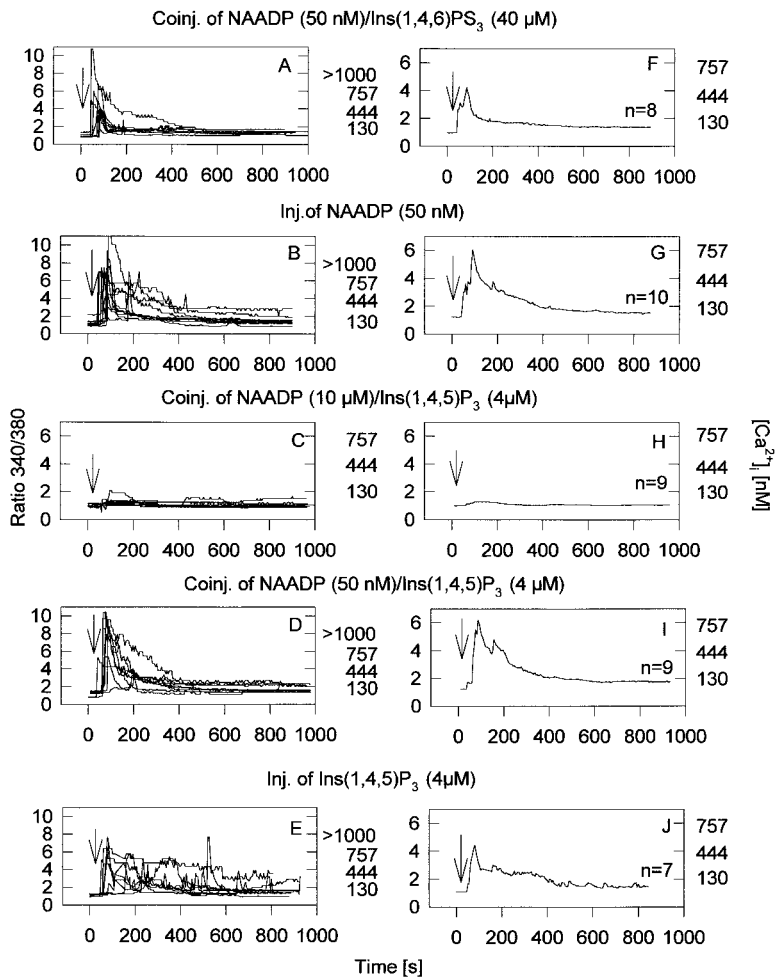 Coinj. of NAADP (50 nM)/Ins(1,4,6)PS3 (40 µM)
10
8
6
4
2
0
A
>1000
757
444
130
0 200 400 600 800 1000
6
4
2
0
F
n=8
757
444
130
0 200 400 600 800 1000
Inj.of NAADP (50 nM)
10
8
6
4
2
0
B
>1000
757
444
130
0 200 400 600 800 1000
6
4
2
0
G
n=10
757
444
130
0 200 400 600 800 1000
Coinj. of NAADP (10 µM)/Ins(1,4,5)P3 (4µM)
6
4
2
0
C
757
444
130
0 200 400 600 800 1000
6
4
2
0
H
n=9
757
444
130
0 200 400 600 800 1000
Ratio 340/380
[Ca2+]i [nM]
Coinj. of NAADP (50 nM)/Ins(1,4,5)P3 (4 µM)
10
8
6
4
2
0
D
>1000
757
444
130
0 200 400 600 800 1000
6
4
2
0
I
n=9
757
444
130
0 200 400 600 800 1000
Inj. of Ins(1,4,5)P3 (4µM)
10
8
6
4
2
0
E
>1000
757
444
130
0 200 400 600 800 1000
6
4
2
0
J
n=7
757
444
130
0 200 400 600 800 1000
Time [s]